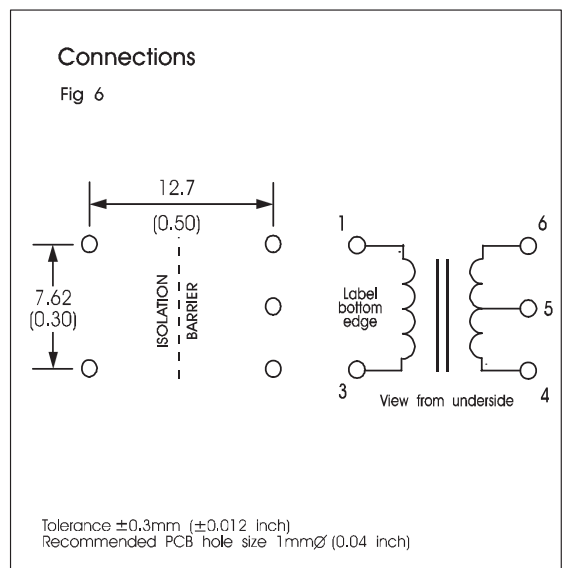 Connections
Fig 6
12.7
(0.50)
7.62
(0.30)
ISOLATION
BARRIER
1
6
Label
bottom
edge
5
3
4
View from underside
Tolerance ±0.3mm (±0.012 inch)
Recommended PCB hole size 1mmØ (0.04 inch)